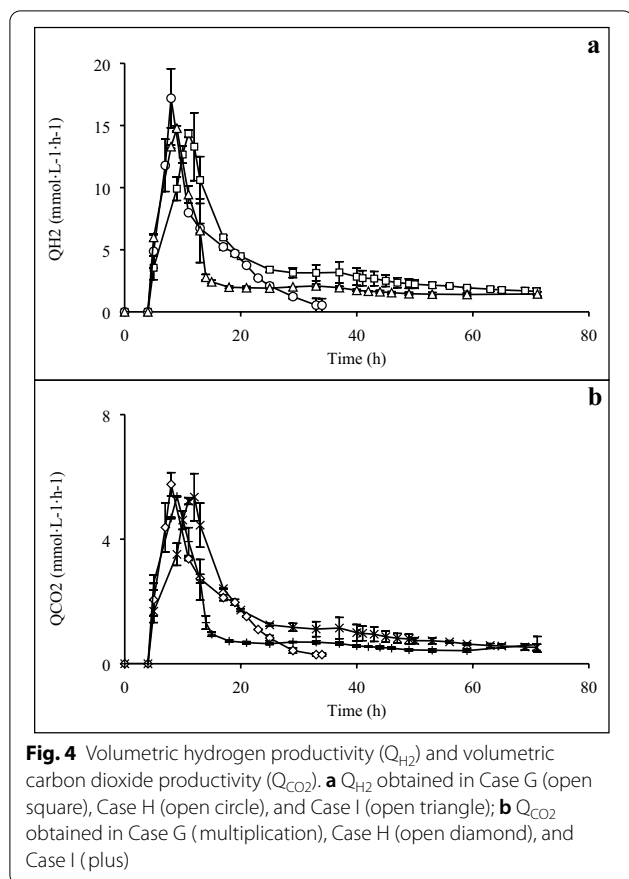 a
20
15
10
5
0
QH2 (mmol·L-1·h-1)
0 20 40 60 80
Time (h)
b
8
4
0
QCO2 (mmol·L-1·h-1)
0 20 40 60 80
Time (h)
Fig. 4 Volumetric hydrogen productivity (QH2) and volumetric
carbon dioxide productivity (QCO2). a QH2 obtained in Case G (open
square), Case H (open circle), and Case I (open triangle); b QCO2
obtained in Case G (multiplication), Case H (open diamond), and
Case I (plus)